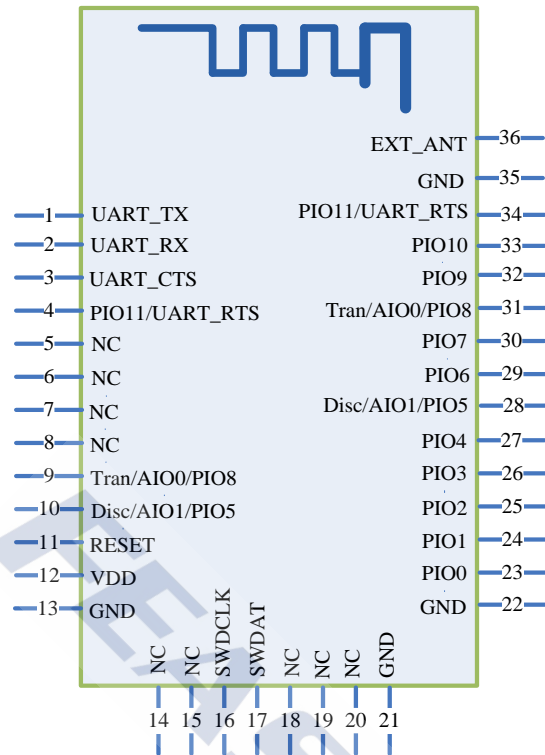 EXT_ANT 36
GND 35
PIO11/UART_RTS 34
PIO10 33
PIO9 32
Tran/AIO0/PIO8 31
PIO7 30
PIO6 29
Disc/AIO1/PIO5 28
PIO4 27
PIO3 26
PIO2 25
PIO1 24
PIO0 23
GND 22
1 UART_TX
2 UART_RX
3 UART_CTS
4 PIO11/UART_RTS
5 NC
6 NC
7 NC
8 NC
9 Tran/AIO0/PIO8
10 Disc/AIO1/PIO5
11 RESET
12 VDD
13 GND
NC NC SWDCLK SWDAT NC NC NC GND
14 15 16 17 18 19 20 21